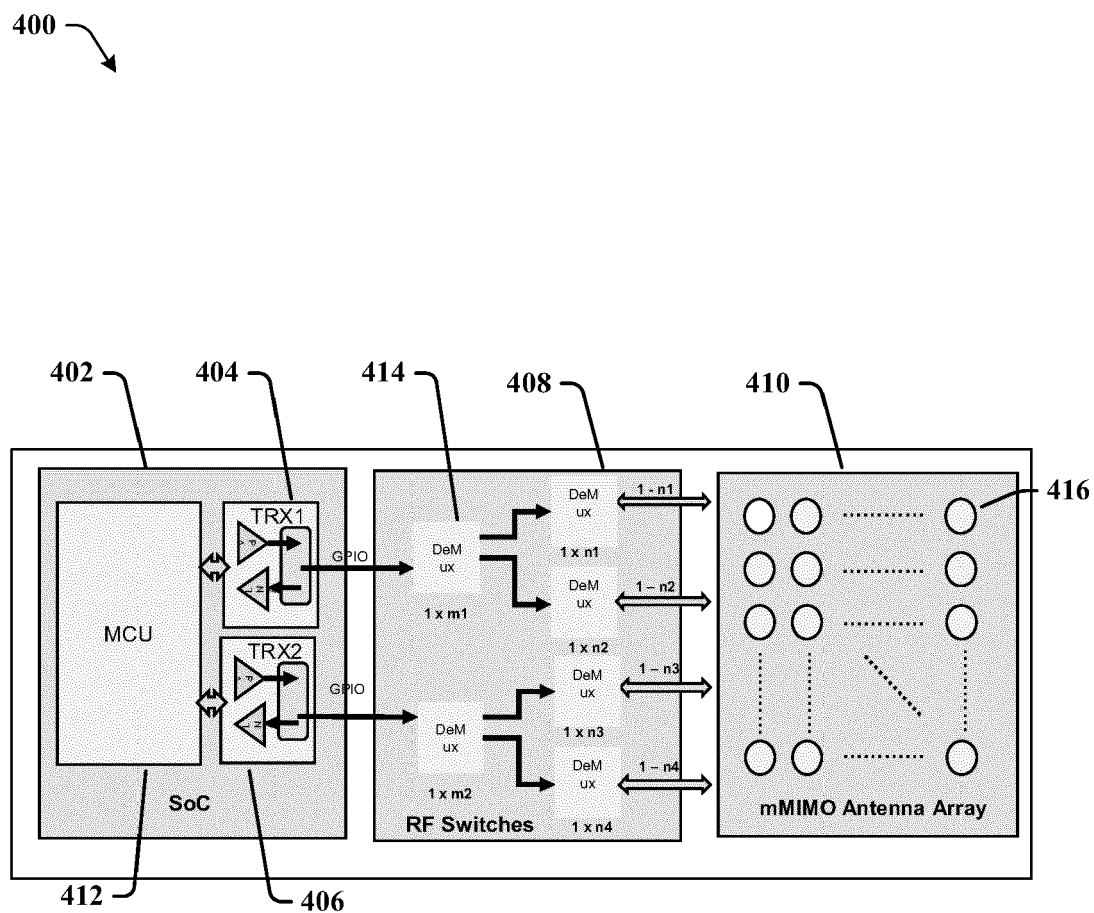 400
402
404
414
408
410
416
TRX1
P
A
N
GPIO
MCU
TRX2
P
A
N
GPIO
SoC
DeM
ux
1 x m1
DeM
ux
1 x m2
DeM
ux
1 x n1
DeM
ux
1 x n2
DeM
ux
1 x n3
DeM
ux
1 x n4
RF Switches
1 - n1
1 – n2
1 – n3
1 – n4
mMIMO Antenna Array
412
406